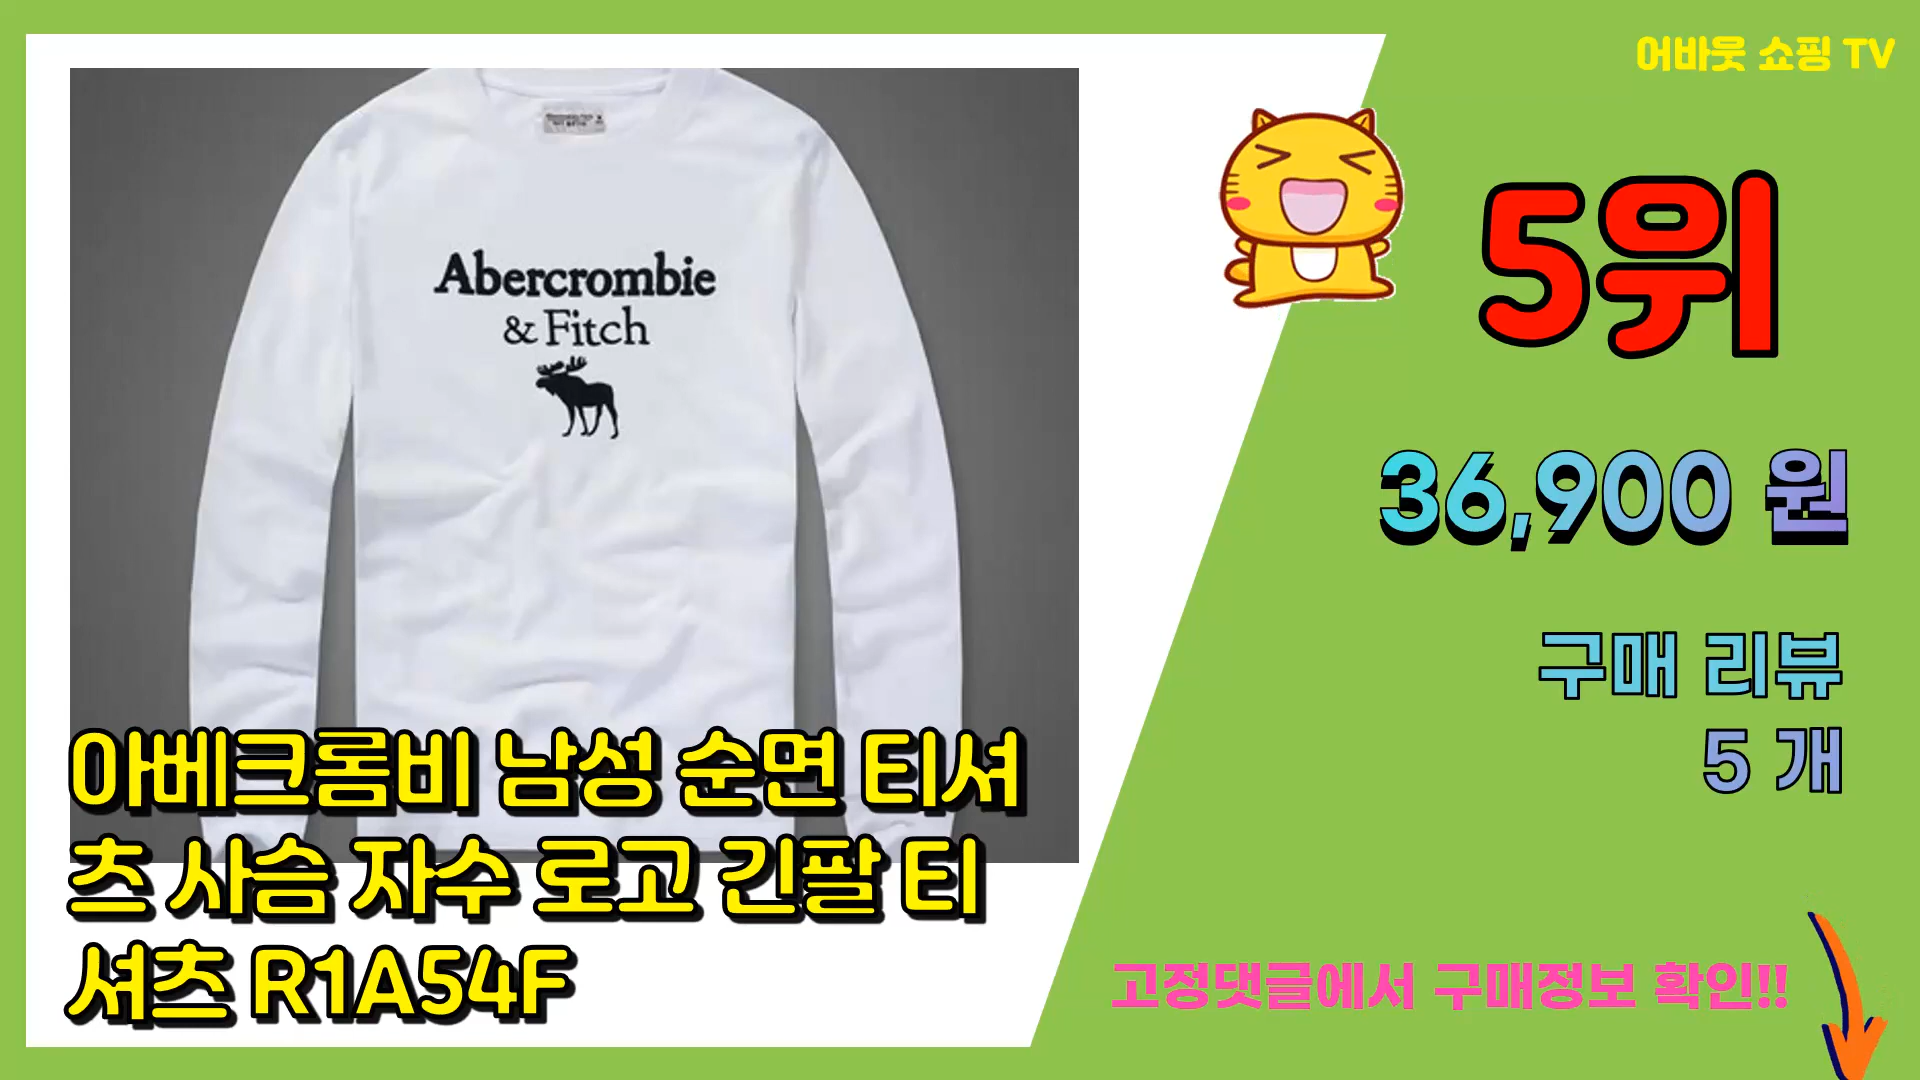 어바웃 쇼핑 TV
5위
Abercrombie
& Fitch
36,900 원
구매 리뷰
5 개
아베크롬비 남성 순면 티셔
츠 사슴 자수 로고 긴팔 티
셔츠 R1A54F
고정댓글에서 구매정보 확인!!